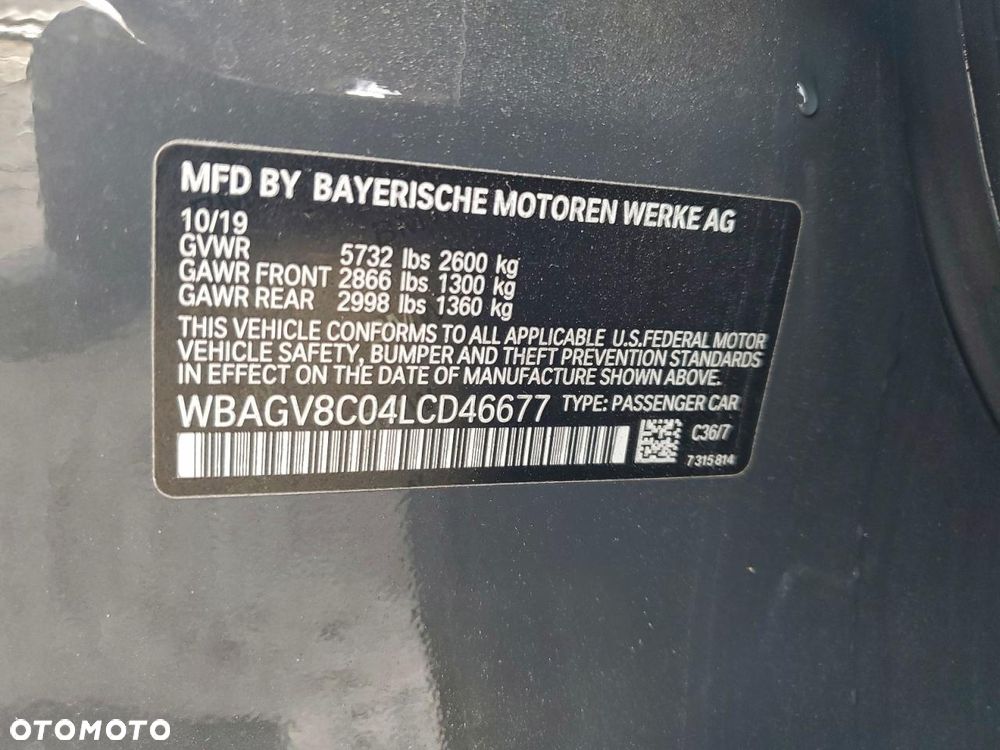 MFD BY BAYERISCHE MOTOREN WERKE AG
10/19
GVWR 5732 lbs 2600 kg
GAWR FRONT 2866 lbs 1300 kg
GAWR REAR 2998 lbs 1360 kg
THIS VEHICLE CONFORMS TO ALL APPLICABLE U.S.FEDERAL MOTOR
VEHICLE SAFETY, BUMPER AND THEFT PREVENTION STANDARDS
IN EFFECT ON THE DATE OF MANUFACTURE SHOWN ABOVE.
WBAGV8C04LCD46677 TYPE: PASSENGER CAR
C36/7
7 315 814
OTOMOTO